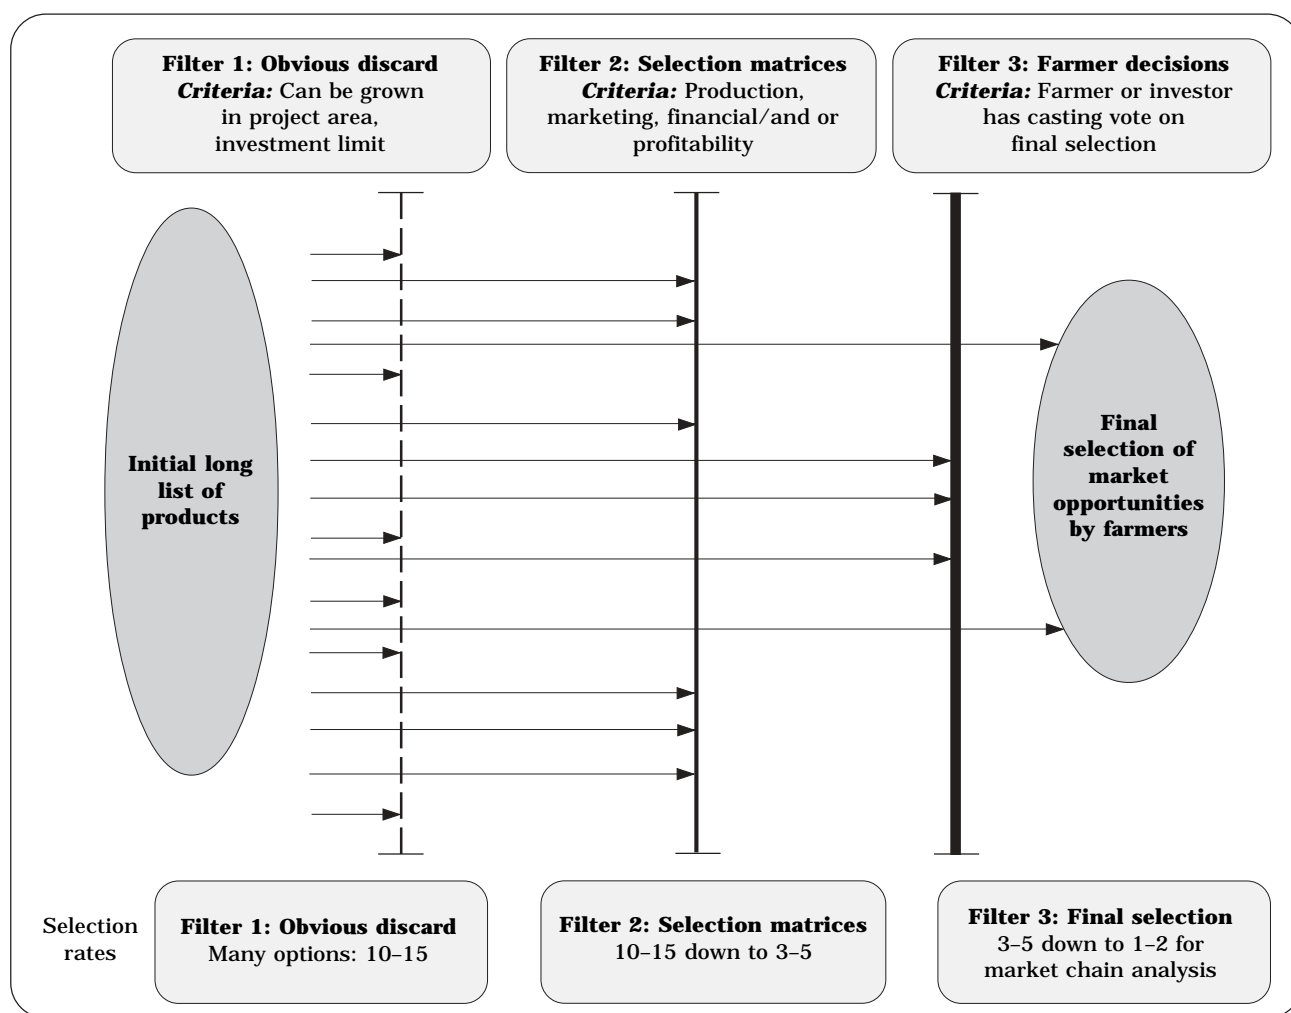 Filter 1: Obvious discard
Criteria: Can be grown
in project area,
investment limit
Filter 2: Selection matrices
Criteria: Production,
marketing, financial/and or
profitability
Filter 3: Farmer decisions
Criteria: Farmer or investor
has casting vote on
final selection
Initial long
list of
products
Final
selection of
market
opportunities
by farmers
Selection
rates
Filter 1: Obvious discard
Many options: 10–15
Filter 2: Selection matrices
10–15 down to 3–5
Filter 3: Final selection
3–5 down to 1–2 for
market chain analysis